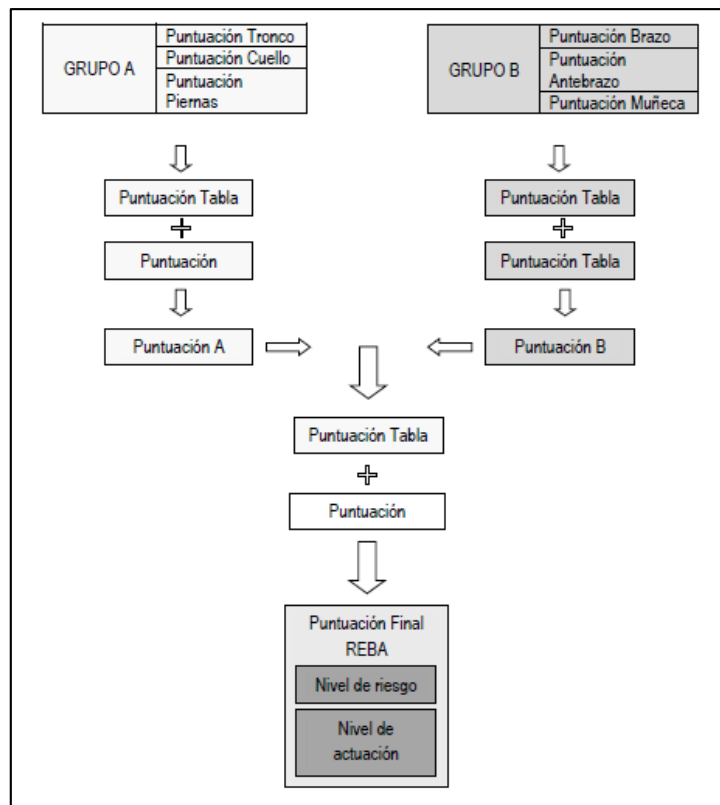 GRUPO A
Puntuación Tronco
Puntuación Cuello
Puntuación
Piernas
GRUPO B
Puntuación Brazo
Puntuación
Antebrazo
Puntuación Muñeca
Puntuación Tabla
Puntuación Tabla
Puntuación
Puntuación Tabla
Puntuación A
Puntuación B
Puntuación Tabla
Puntuación
Puntuación Final
REBA
Nivel de riesgo
Nivel de
actuación